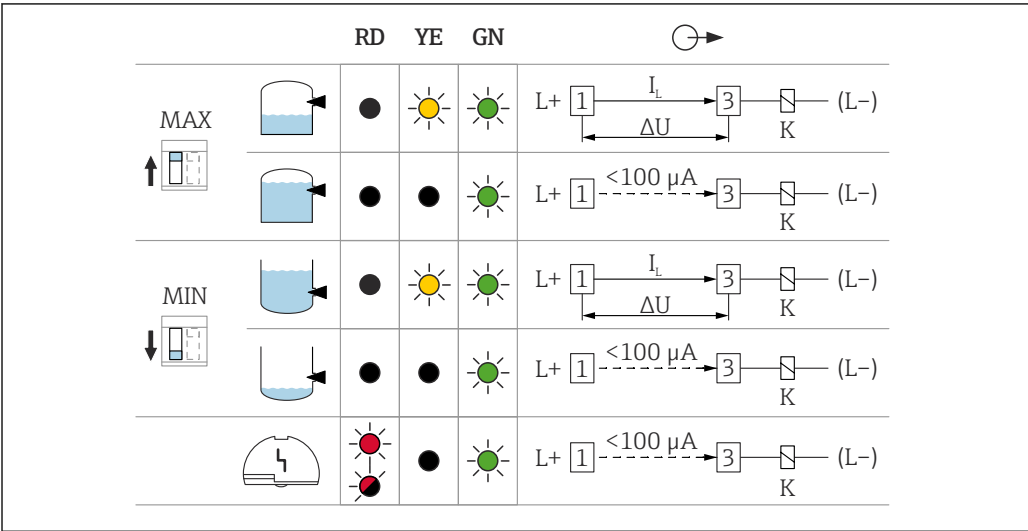 RD YE GN
MAX
L+ 1 I_L 3 (L–)
ΔU K
L+ 1 <100 µA 3 (L–)
K
MIN
L+ 1 I_L 3 (L–)
ΔU K
L+ 1 <100 µA 3 (L–)
K
L+ 1 <100 µA 3 (L–)
K